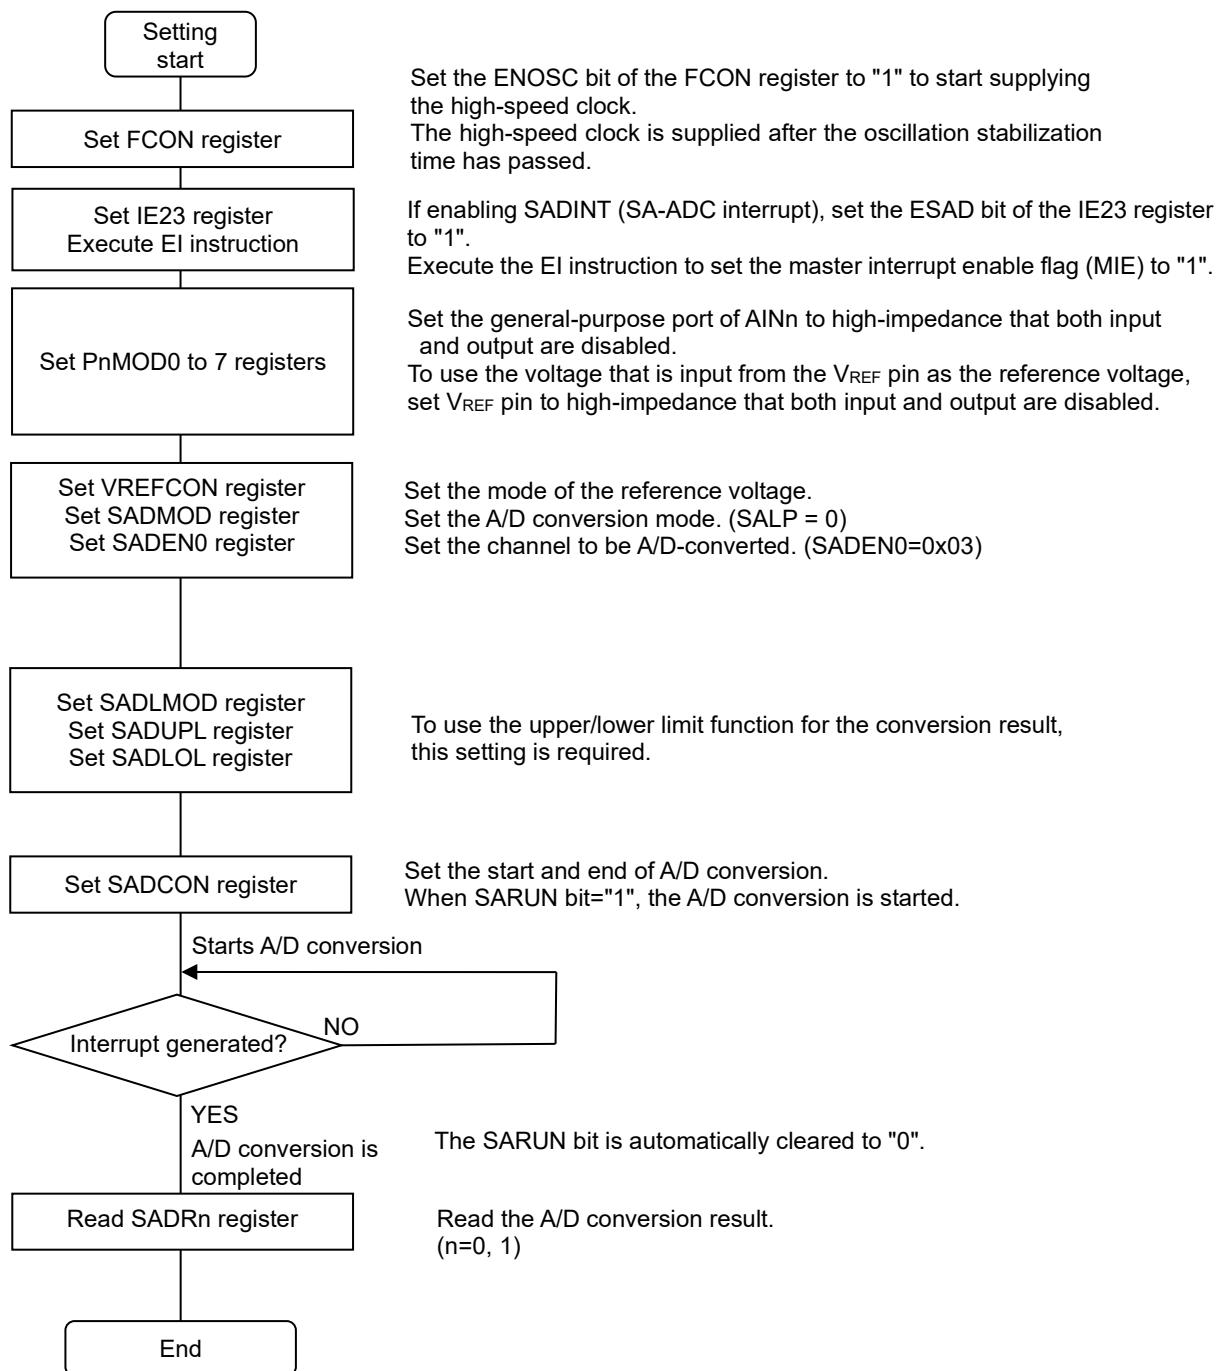 Setting
start
Set the ENOSC bit of the FCON register to "1" to start supplying
the high-speed clock.
The high-speed clock is supplied after the oscillation stabilization
time has passed.
Set FCON register
Set IE23 register
Execute EI instruction
If enabling SADINT (SA-ADC interrupt), set the ESAD bit of the IE23 register
to "1".
Execute the EI instruction to set the master interrupt enable flag (MIE) to "1".
Set PnMOD0 to 7 registers
Set the general-purpose port of AINn to high-impedance that both input
and output are disabled.
To use the voltage that is input from the VREF pin as the reference voltage,
set VREF pin to high-impedance that both input and output are disabled.
Set VREFCON register
Set SADMOD register
Set SADEN0 register
Set the mode of the reference voltage.
Set the A/D conversion mode. (SALP = 0)
Set the channel to be A/D-converted. (SADEN0=0x03)
Set SADLMOD register
Set SADUPL register
Set SADLOL register
To use the upper/lower limit function for the conversion result,
this setting is required.
Set SADCON register
Set the start and end of A/D conversion.
When SARUN bit="1", the A/D conversion is started.
Starts A/D conversion
Interrupt generated?
NO
YES
A/D conversion is
completed
The SARUN bit is automatically cleared to "0".
Read SADRn register
Read the A/D conversion result.
(n=0, 1)
End